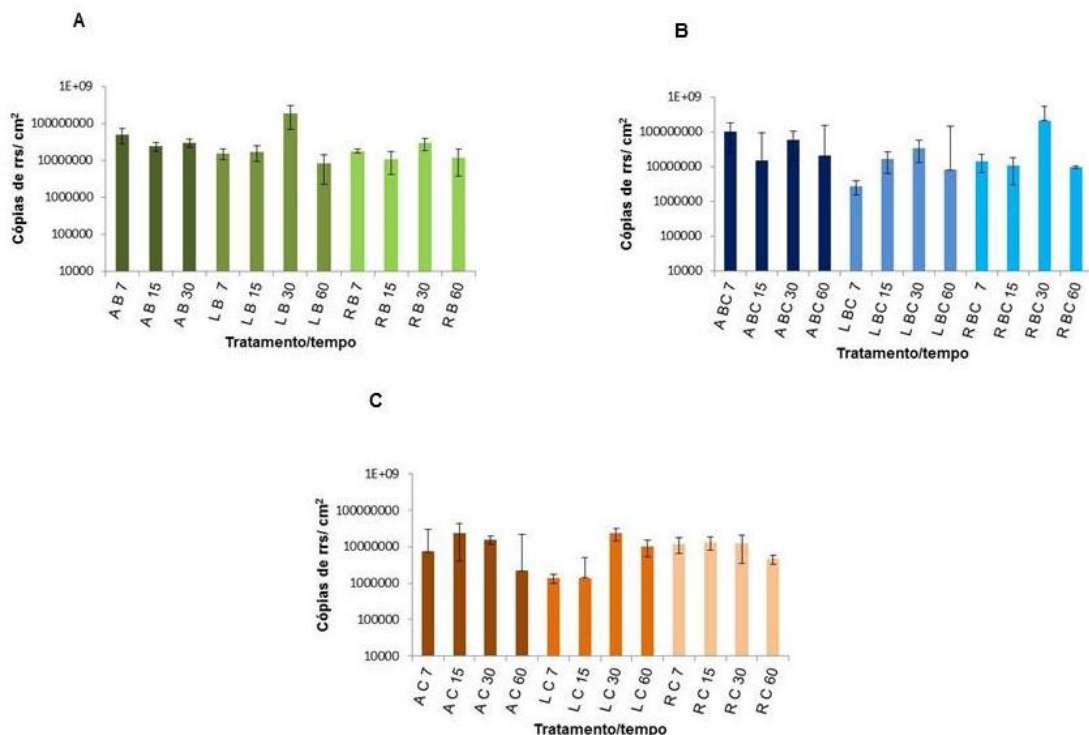 A
Cópias de rrs/ cm²
1E+09
100000000
10000000
1000000
100000
10000
A B 7
A B 15
A B 30
L B 7
L B 15
L B 30
L B 60
R B 7
R B 15
R B 30
R B 60
Tratamento/tempo
B
Cópias de rrs/ cm²
1E+09
100000000
10000000
1000000
100000
10000
A BC 7
A BC 15
A BC 30
A BC 60
L BC 7
L BC 15
L BC 30
L BC 60
R BC 7
R BC 15
R BC 30
R BC 60
Tratamento/tempo
C
Cópias de rrs/ cm²
1E+09
100000000
10000000
1000000
100000
10000
A C 7
A C 15
A C 30
A C 60
L C 7
L C 15
L C 30
L C 60
R C 7
R C 15
R C 30
R C 60
Tratamento/tempo